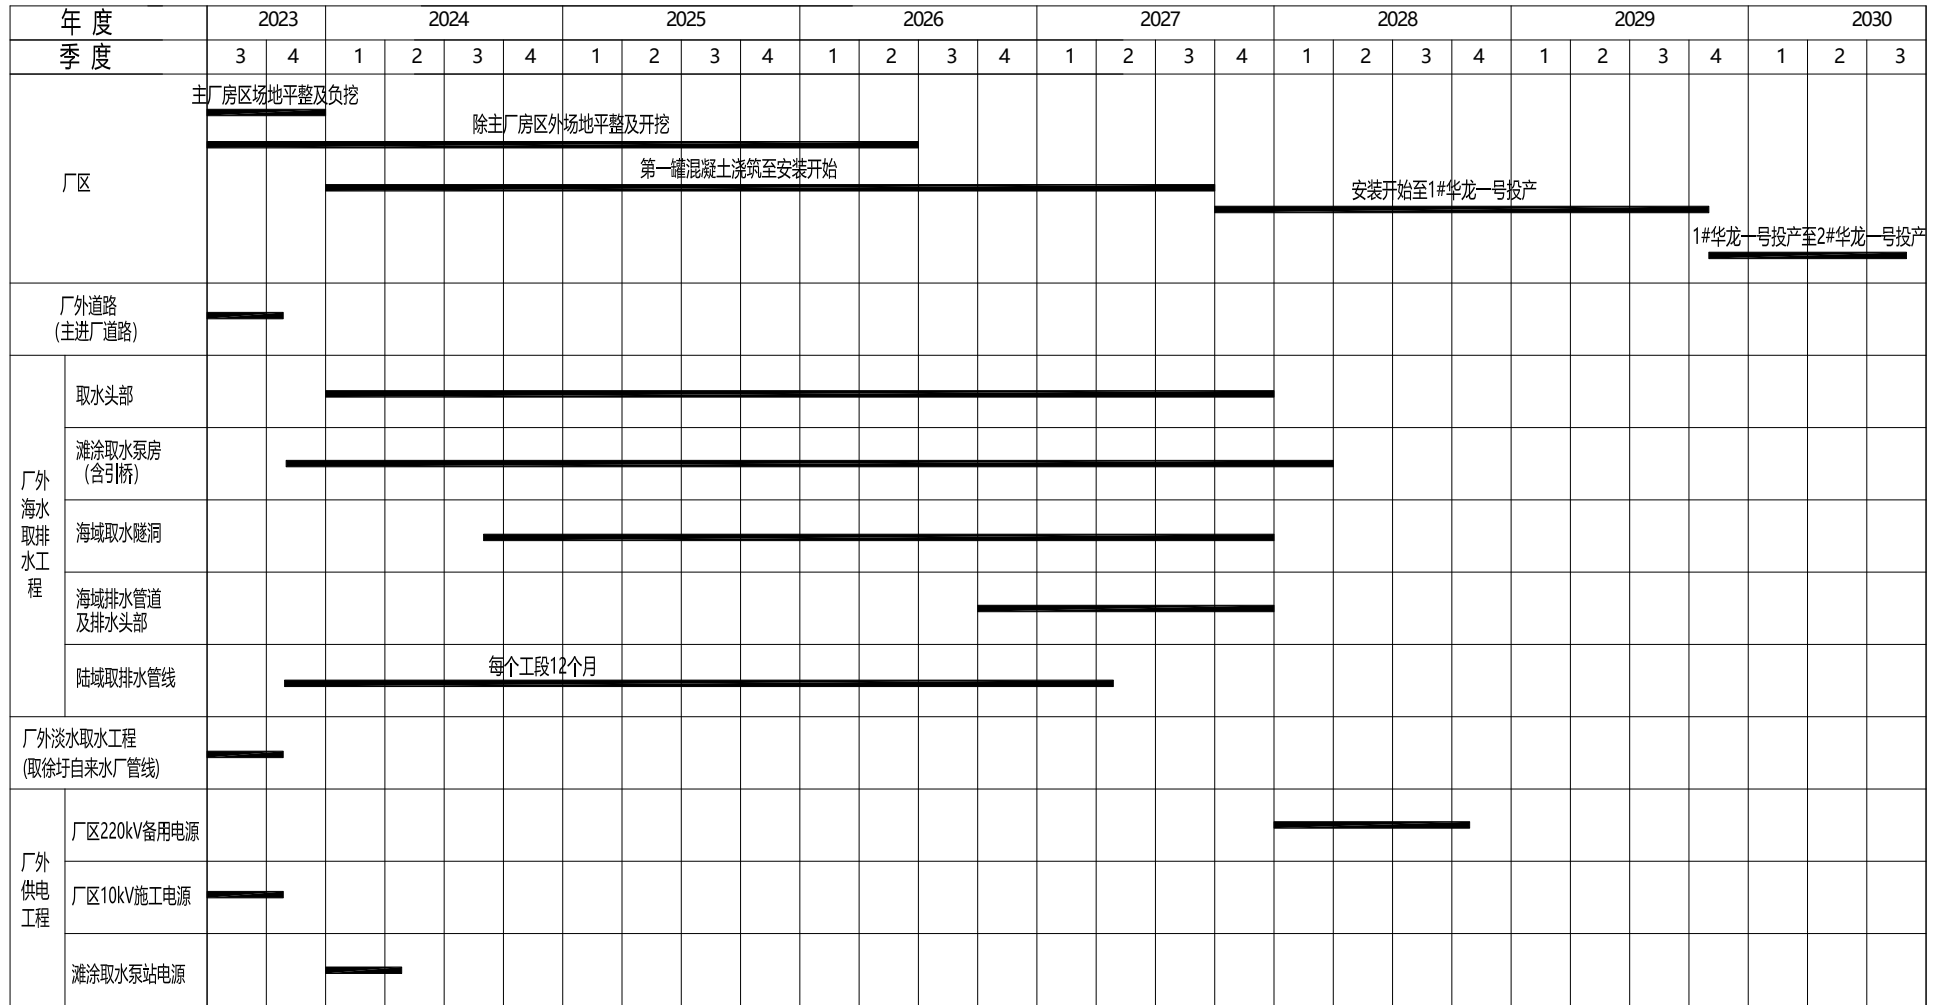 年 度 2023 2024 2025 2026 2027 2028 2029 2030
季 度 3 4 1 2 3 4 1 2 3 4 1 2 3 4 1 2 3 4 1 2 3 4 1 2 3 4 1 2 3
厂区
主厂房区场地平整及负挖
除主厂房区外场地平整及开挖
第一罐混凝土浇筑至安装开始
安装开始至1#华龙一号投产
1#华龙一号投产至2#华龙一号投产
厂外道路
(主进厂道路)
厂外
海水
取排
水工
程
取水头部
滩涂取水泵房
(含引桥)
海域取水隧洞
海域排水管道
及排水头部
陆域取排水管线
每个工段12个月
厂外淡水取水工程
(取徐圩自来水厂管线)
厂外
供电
工程
厂区220kV备用电源
厂区10kV施工电源
滩涂取水泵站电源